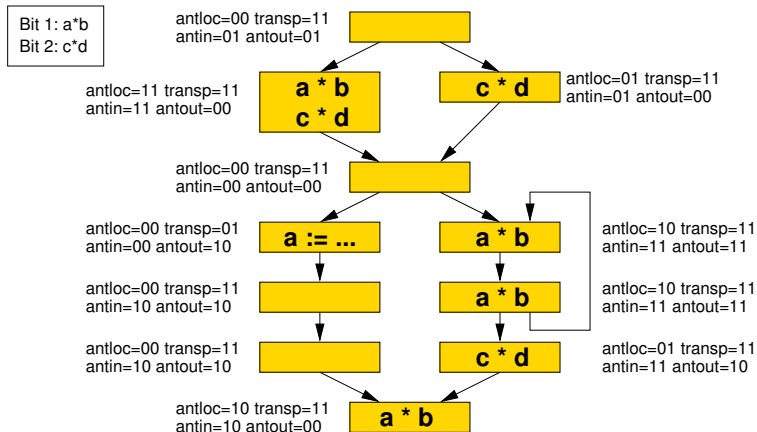 Bit 1: a*b
Bit 2: c*d
antloc=00 transp=11
antin=01 antout=01
antloc=11 transp=11
antin=11 antout=00
a * b
c * d
c * d
antloc=01 transp=11
antin=01 antout=00
antloc=00 transp=11
antin=00 antout=00
antloc=00 transp=01
antin=00 antout=10
a := ...
a * b
antloc=10 transp=11
antin=11 antout=11
antloc=00 transp=11
antin=10 antout=10
a * b
antloc=10 transp=11
antin=11 antout=11
antloc=00 transp=11
antin=10 antout=10
c * d
antloc=01 transp=11
antin=11 antout=10
antloc=10 transp=11
antin=10 antout=00
a * b